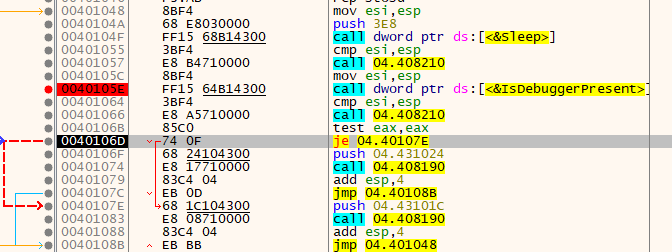 00401048 8BF4 mov esi,esp
0040104A 68 E8030000 push 3E8
0040104F FF15 68B14300 call dword ptr ds:[<&Sleep>]
00401055 3BF4 cmp esi,esp
00401057 E8 B4710000 call 04.408210
0040105C 8BF4 mov esi,esp
0040105E FF15 64B14300 call dword ptr ds:[<&IsDebuggerPresent>]
00401064 3BF4 cmp esi,esp
00401066 E8 A5710000 call 04.408210
0040106B 85C0 test eax,eax
0040106D 74 0F je 04.40107E
0040106F 68 24104300 push 04.431024
00401074 E8 17710000 call 04.408190
00401079 83C4 04 add esp,4
0040107C EB 0D jmp 04.40108B
0040107E 68 1C104300 push 04.43101C
00401083 E8 08710000 call 04.408190
00401088 83C4 04 add esp,4
0040108B EB BB jmp 04.401048